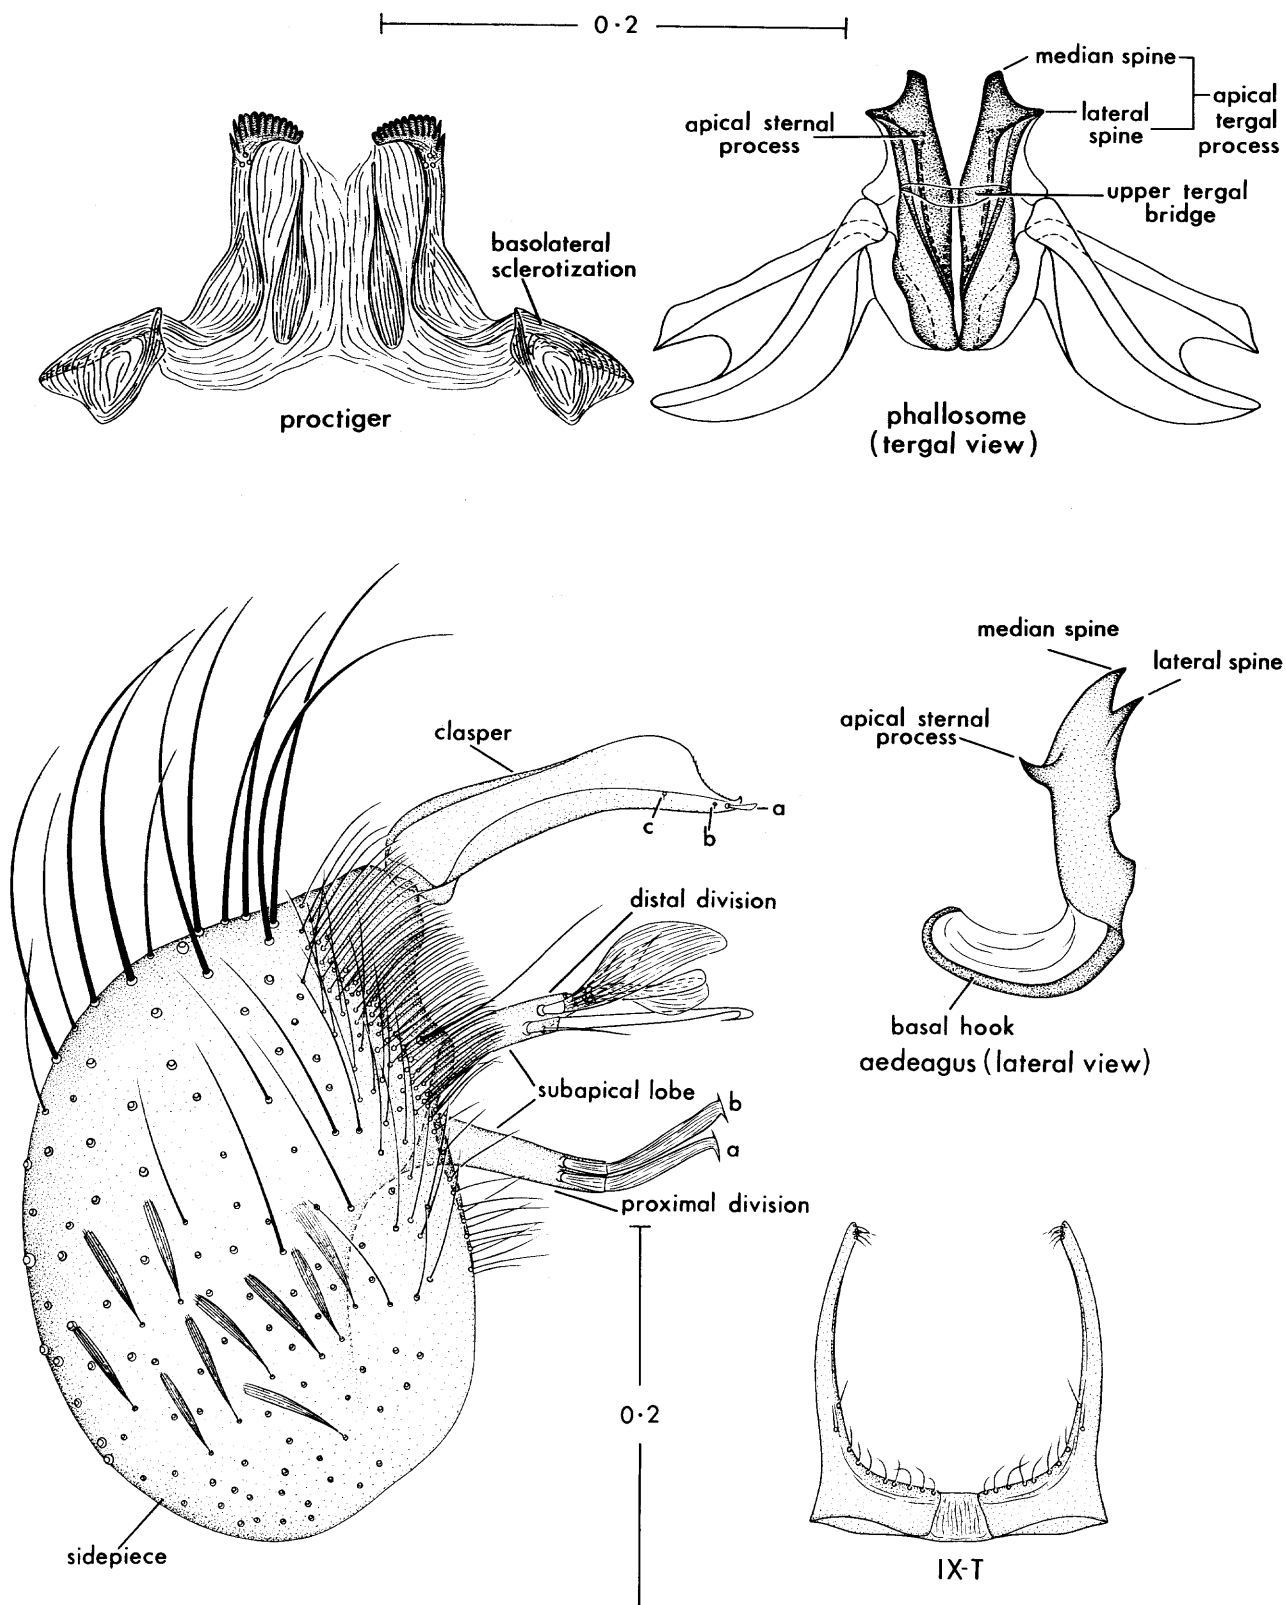 0·2
median spine
lateral
spine
apical
tergal
process
apical sternal
process
upper tergal
bridge
basolateral
sclerotization
proctiger
phallosome
(tergal view)
median spine
lateral spine
apical sternal
process
clasper
c
b
a
distal division
basal hook
aedeagus (lateral view)
subapical lobe
b
a
proximal division
0·2
sidepiece
IX-T